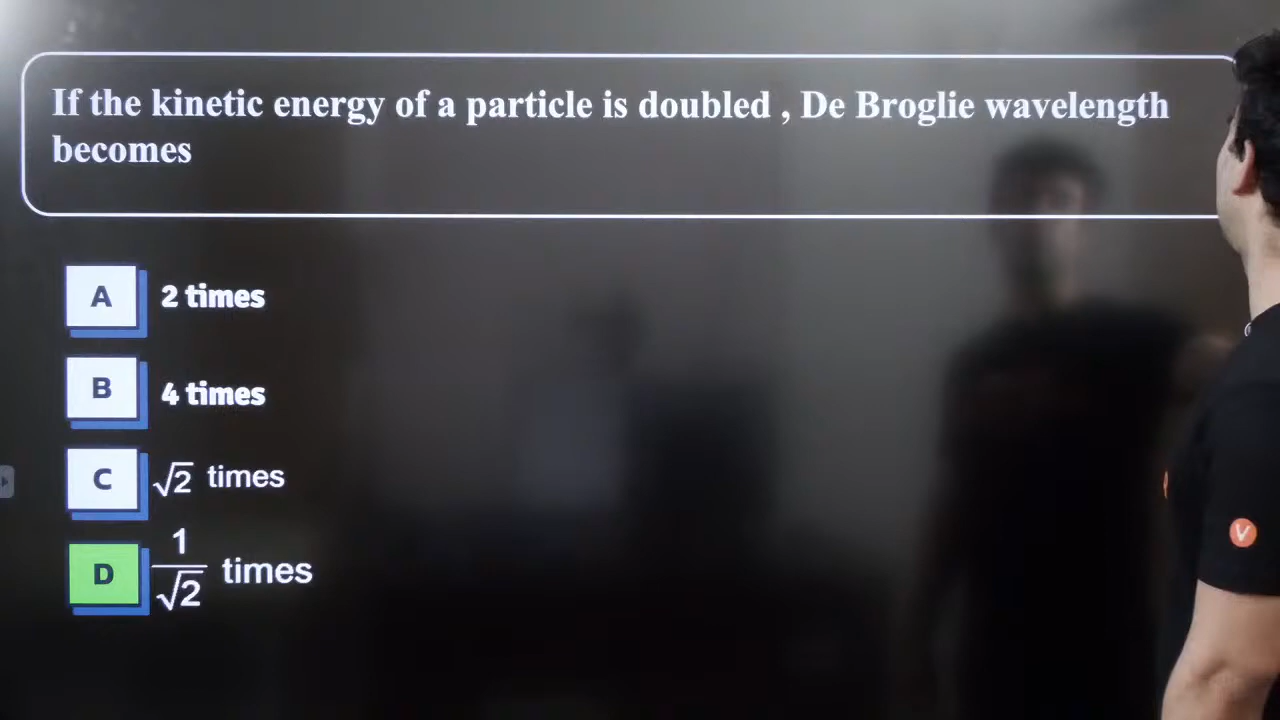 If the kinetic energy of a particle is doubled , De Broglie wavelength
becomes
A 2 times
B 4 times
C √2 times
D 1/√2 times
V